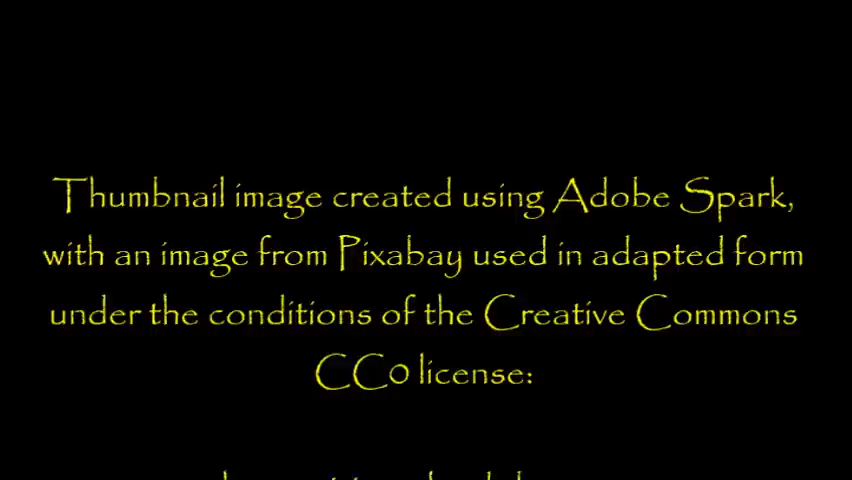 Thumbnail image created using Adobe Spark,
with an image from Pixabay used in adapted form
under the conditions of the Creative Commons
CC0 license: